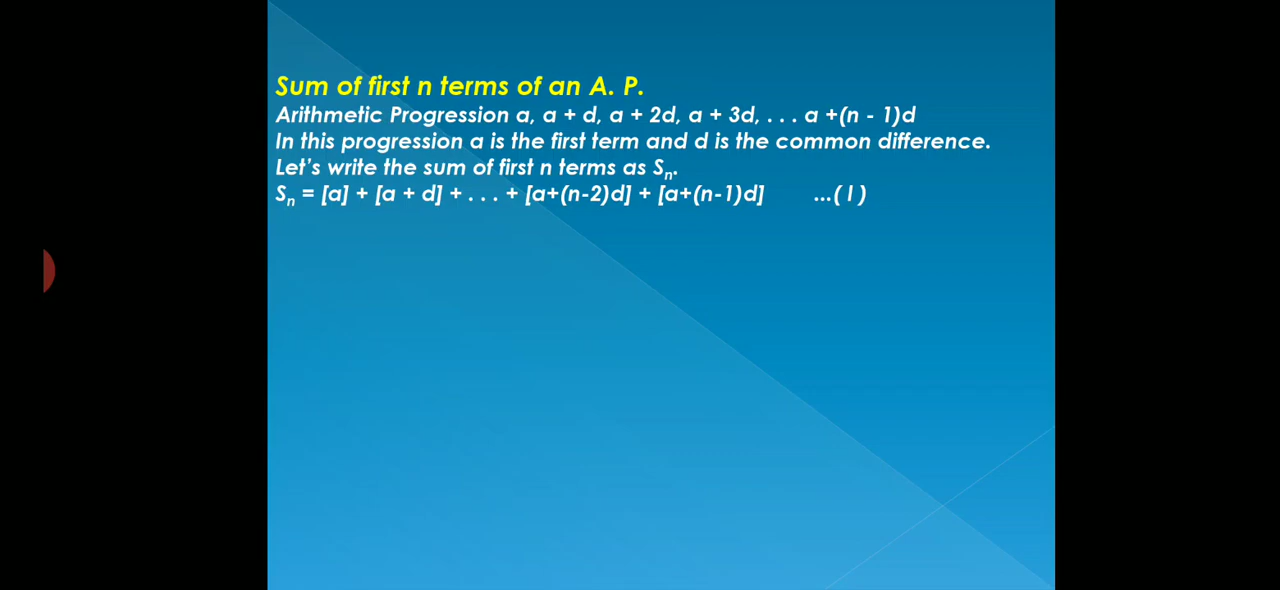 Sum of first n terms of an A. P.
Arithmetic Progression a, a + d, a + 2d, a + 3d, . . . a +(n - 1)d
In this progression a is the first term and d is the common difference.
Let’s write the sum of first n terms as Sₙ.
Sₙ = [a] + [a + d] + . . . + [a+(n-2)d] + [a+(n-1)d] ...( I )